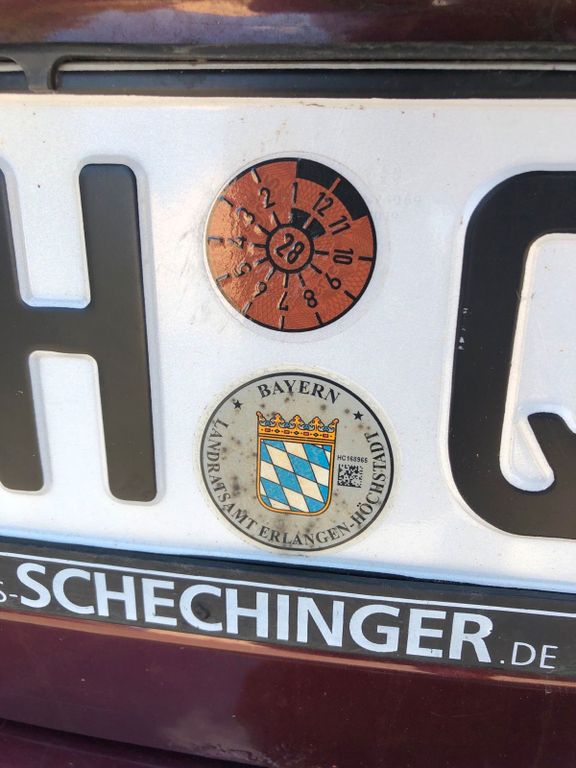 H Q
1 12 11 10 9 8 7 6 5 4 3 2
28
BAYERN
HC168965
LANDRATSAMT ERLANGEN-HÖCHSTADT
S-SCHECHINGER.DE